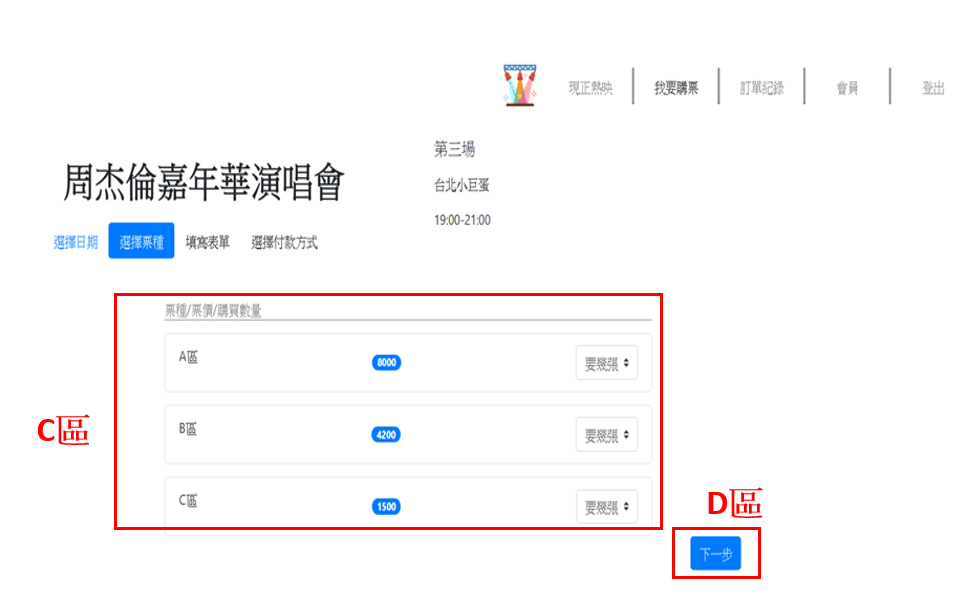 現正熱映 我要購票 訂單紀錄 會員 登出
周杰倫嘉年華演唱會
第三場
台北小巨蛋
19:00-21:00
選擇日期 選擇票種 填寫表單 選擇付款方式
票種/票價/購買數量
A區 8000 要幾張
B區 4200 要幾張
C區 1500 要幾張
C區
D區
下一步